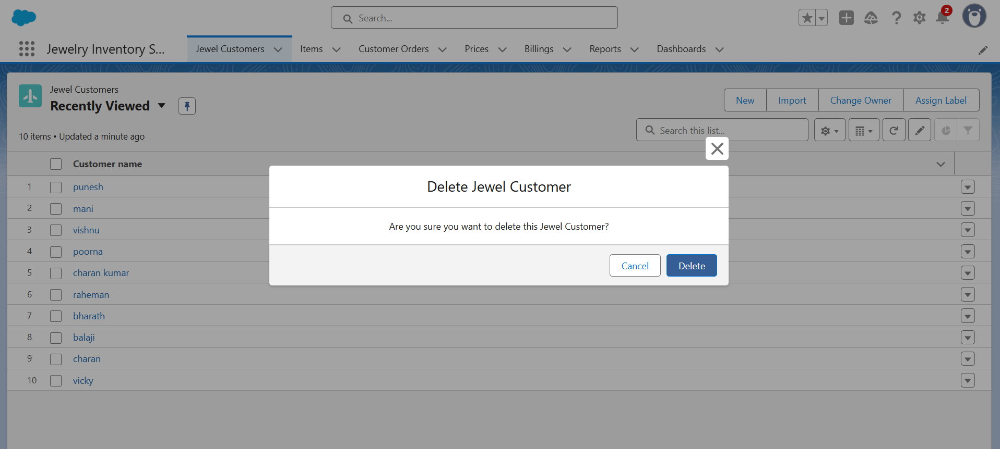 Search...
2
Jewelry Inventory S...
Jewel Customers
Items
Customer Orders
Prices
Billings
Reports
Dashboards
Jewel Customers
Recently Viewed
New
Import
Change Owner
Assign Label
10 items • Updated a minute ago
Search this list...
Customer name
1 punesh
2 mani
3 vishnu
4 poorna
5 charan kumar
6 raheman
7 bharath
8 balaji
9 charan
10 vicky
Delete Jewel Customer
Are you sure you want to delete this Jewel Customer?
Cancel
Delete